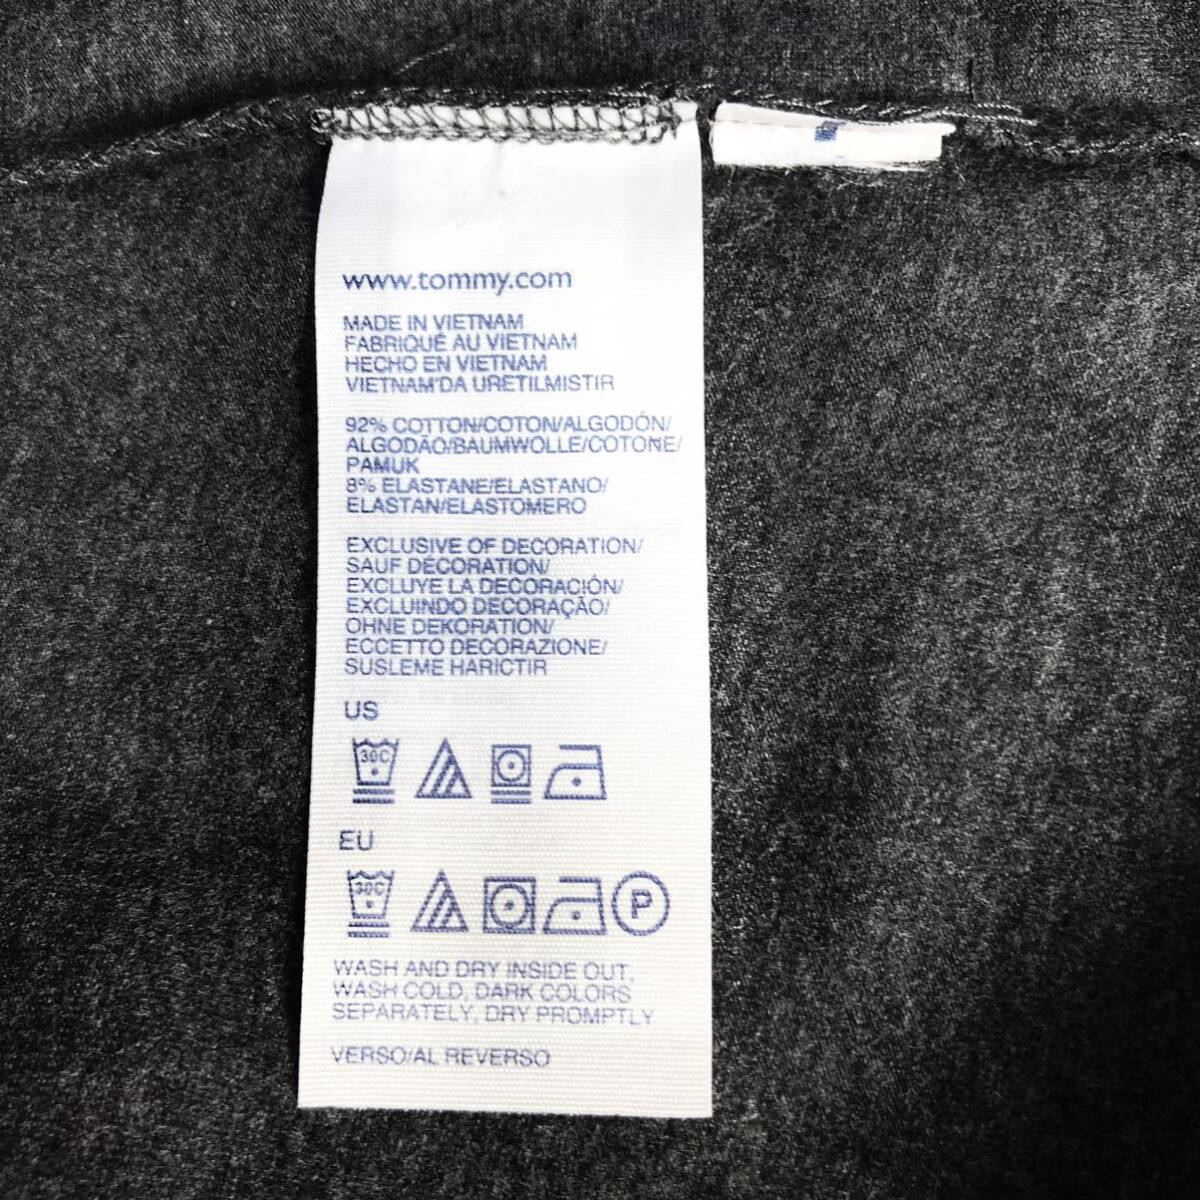 www.tommy.com
MADE IN VIETNAM
FABRIQUÉ AU VIETNAM
HECHO EN VIETNAM
VIETNAM'DA URETILMISTIR
92% COTTON/COTON/ALGODÓN/
ALGODÃO/BAUMWOLLE/COTONE/
PAMUK
8% ELASTANE/ELASTANO/
ELASTAN/ELASTOMERO
EXCLUSIVE OF DECORATION/
SAUF DÉCORATION/
EXCLUYE LA DECORACIÓN/
EXCLUINDO DECORAÇÃO/
OHNE DEKORATION/
ECCETTO DECORAZIONE/
SUSLEME HARICTIR
US
30C
EU
30C P
WASH AND DRY INSIDE OUT,
WASH COLD, DARK COLORS
SEPARATELY, DRY PROMPTLY
VERSO/AL REVERSO